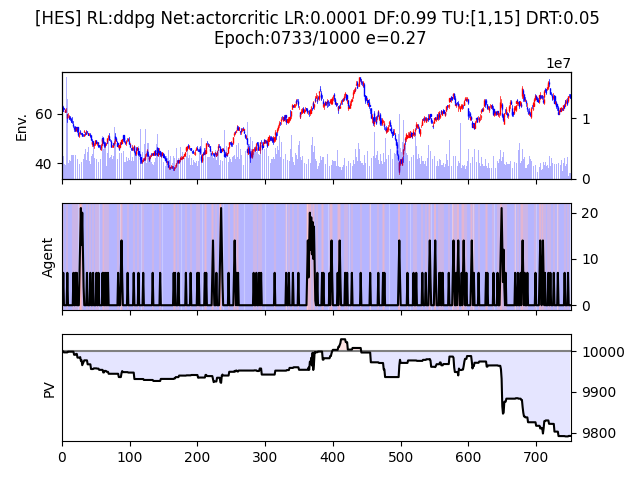 [HES] RL:ddpg Net:actorcritic LR:0.0001 DF:0.99 TU:[1,15] DRT:0.05
Epoch:0733/1000 e=0.27
1e7
Env.
60
40
1
0
Agent
20
10
0
PV
10000
9900
9800
0 100 200 300 400 500 600 700